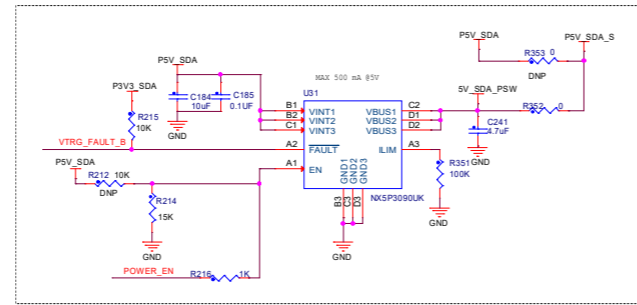 P5V_SDA
P5V_SDA_S
R353 0
DNP
P5V_SDA
MAX 500 mA @5V
P3V3_SDA
C184
10uF
C185
0.1UF
U31
5V_SDA_PSW
R352 0
R215
10K
GND
B1 VINT1
B2 VINT2
C1 VINT3
VBUS1 C2
VBUS2 D1
VBUS3 D2
C241
4.7uF
VTRG_FAULT_B
A2 FAULT
ILIM A3
GND
P5V_SDA
A1 EN
R351
100K
R212 10K
DNP
GND1
GND2
GND3
R214
15K
B3
C3
D3
NX5P3090UK
GND
GND
GND
POWER_EN
R216 1K